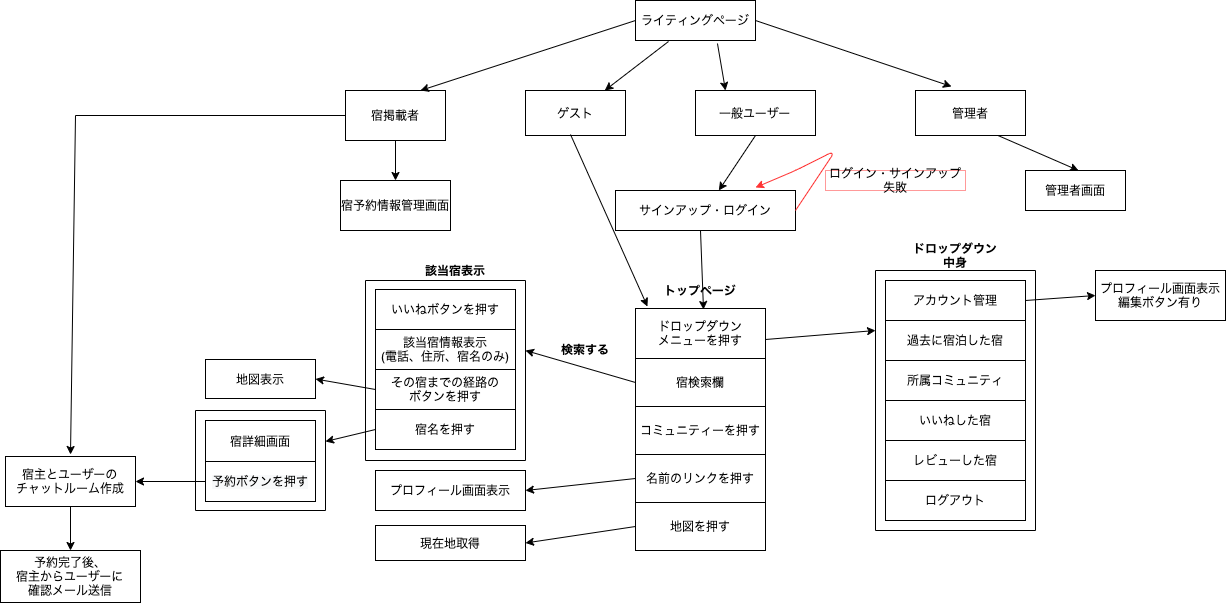 ライティングページ
宿掲載者
ゲスト
一般ユーザー
管理者
ログイン・サインアップ
失敗
宿予約情報管理画面
サインアップ・ログイン
管理者画面
該当宿表示
トップページ
ドロップダウン
中身
いいねボタンを押す
該当宿情報表示
(電話、住所、宿名のみ)
その宿までの経路の
ボタンを押す
宿名を押す
検索する
ドロップダウン
メニューを押す
宿検索欄
コミュニティーを押す
名前のリンクを押す
地図を押す
アカウント管理
過去に宿泊した宿
所属コミュニティ
いいねした宿
レビューした宿
ログアウト
プロフィール画面表示
編集ボタン有り
地図表示
宿詳細画面
予約ボタンを押す
プロフィール画面表示
現在地取得
宿主とユーザーの
チャットルーム作成
予約完了後、
宿主からユーザーに
確認メール送信